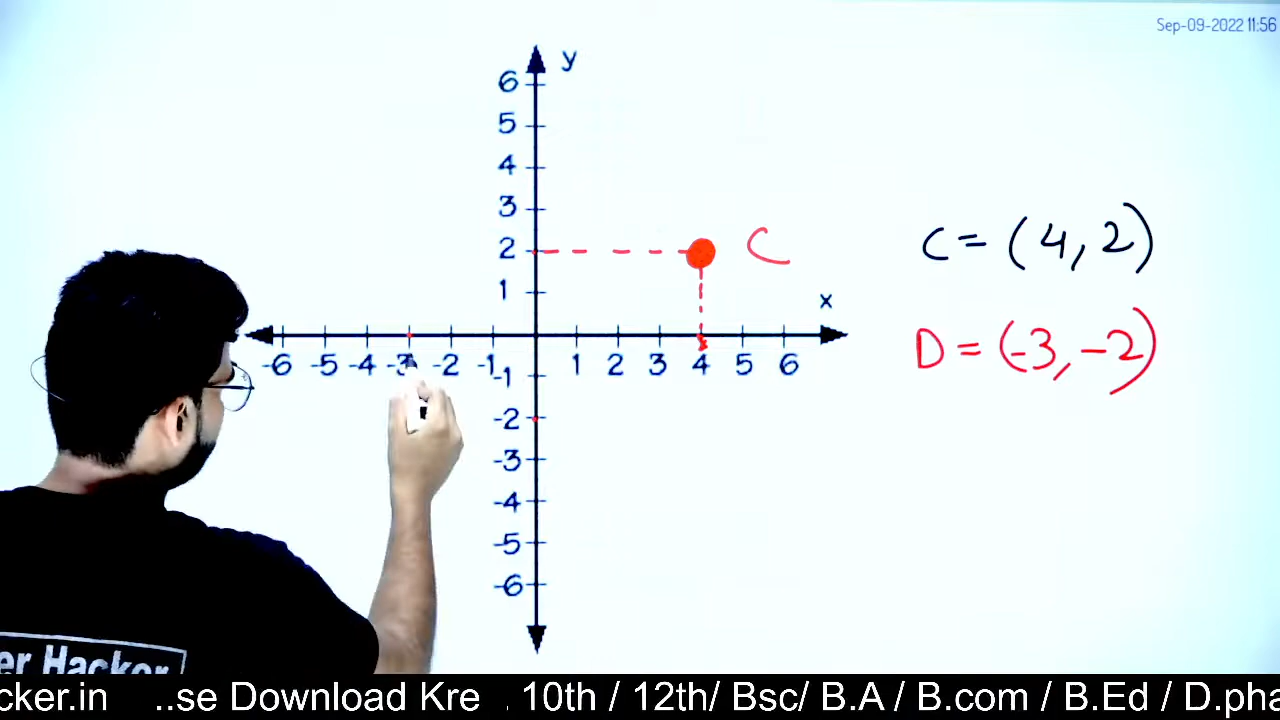 Sep-09-2022 11:56
y
6
5
4
3
2
C
1
x
-6 -5 -4 -3 -2 -1 1 2 3 4 5 6
-1
-2
-3
-4
-5
-6
C = (4, 2)
D = (-3, -2)
er Hacker
cker.in ..se Download Kre . 10th / 12th/ Bsc/ B.A / B.com / B.Ed / D.pha